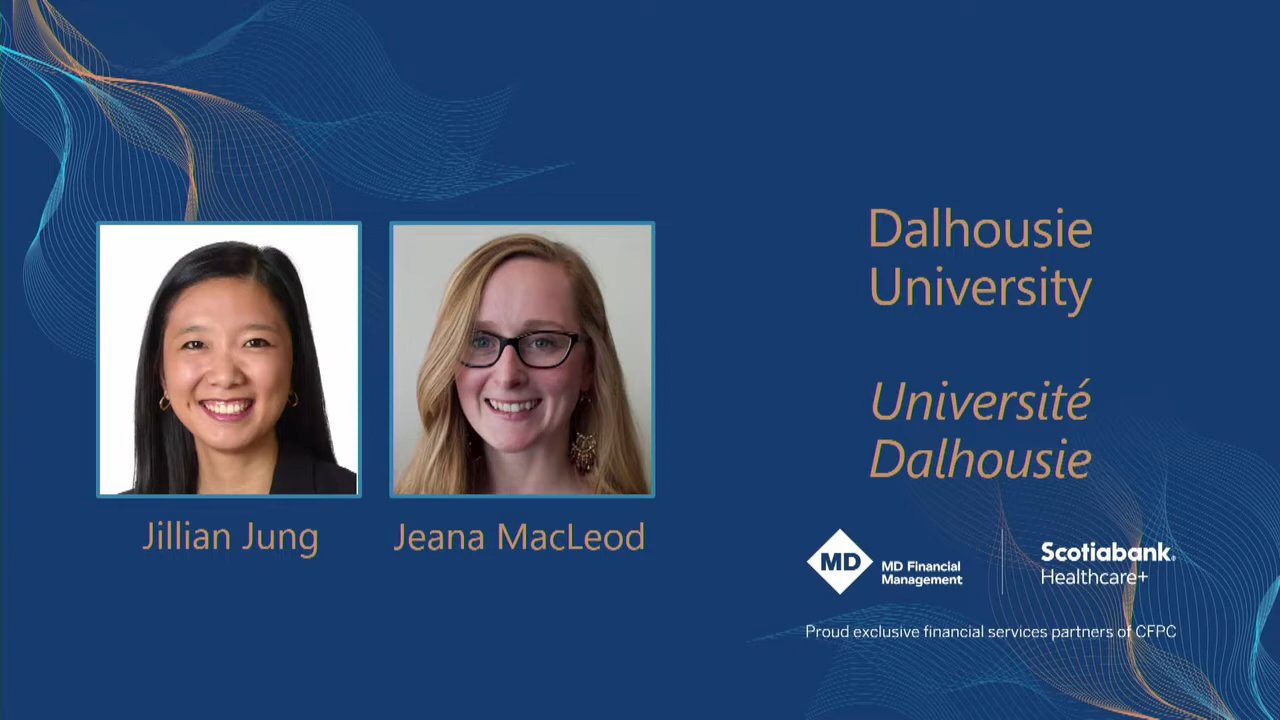 Dalhousie
University
Université
Dalhousie
Jillian Jung
Jeana MacLeod
MD
MD Financial
Management
Scotiabank®
Healthcare+
Proud exclusive financial services partners of CFPC